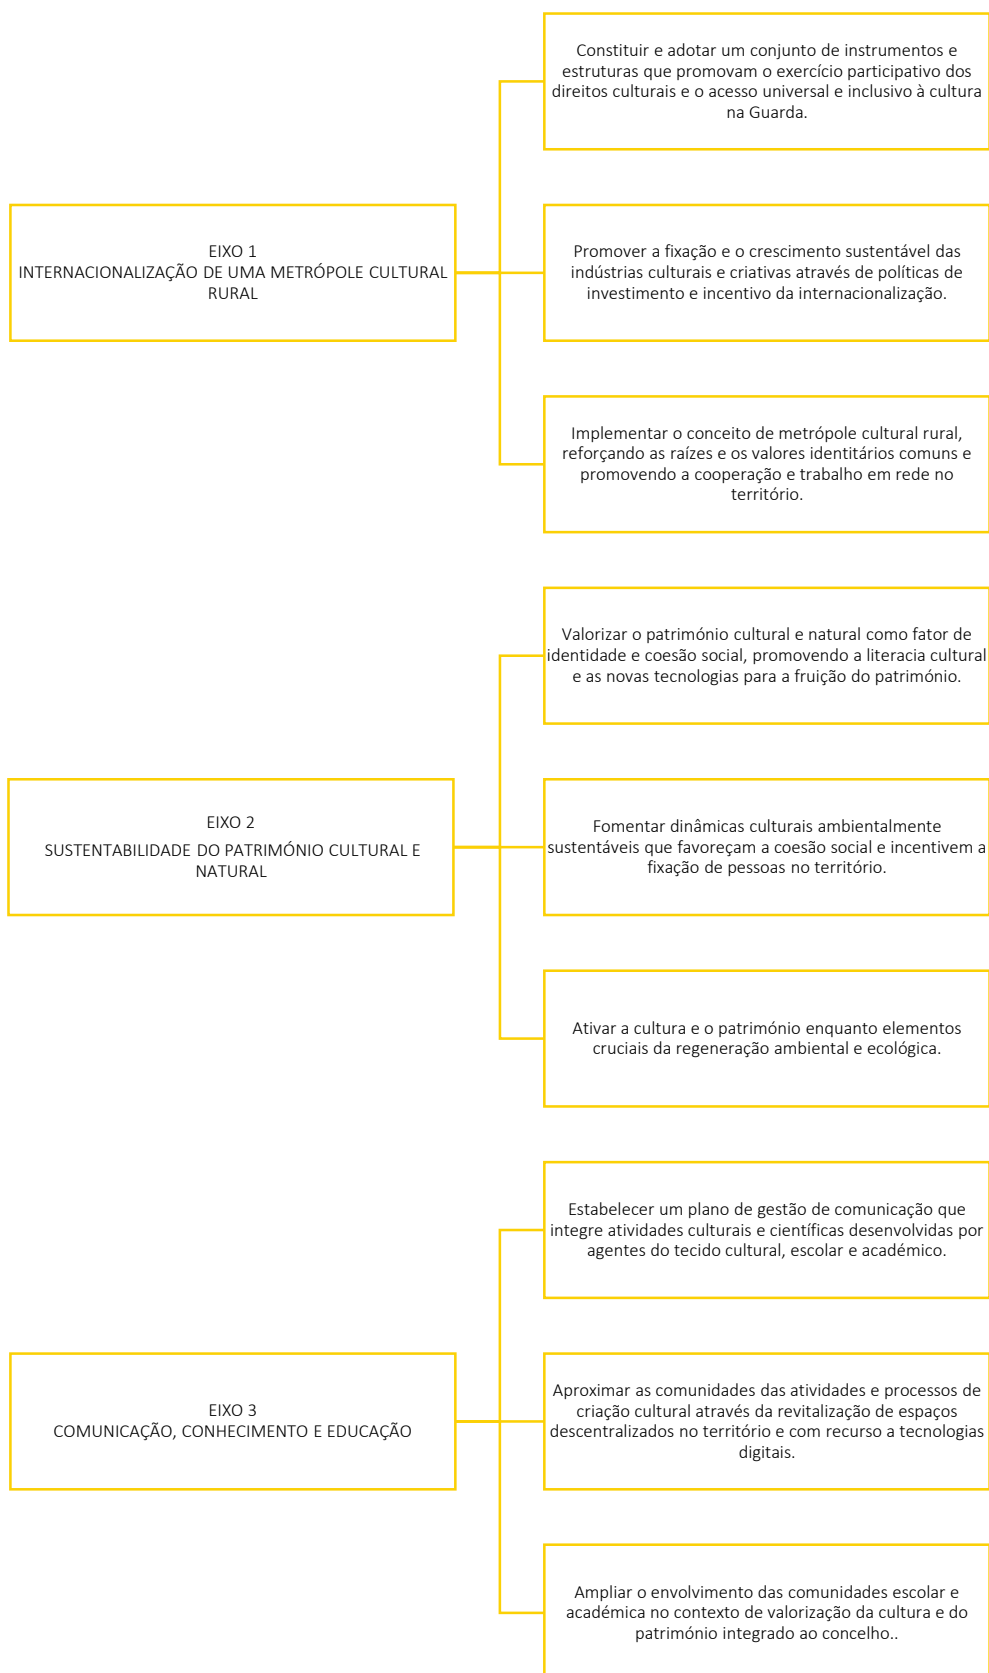 EIXO 1
INTERNACIONALIZAÇÃO DE UMA METRÓPOLE CULTURAL
RURAL
Constituir e adotar um conjunto de instrumentos e
estruturas que promovam o exercício participativo dos
direitos culturais e o acesso universal e inclusivo à cultura
na Guarda.
Promover a fixação e o crescimento sustentável das
indústrias culturais e criativas através de políticas de
investimento e incentivo da internacionalização.
Implementar o conceito de metrópole cultural rural,
reforçando as raízes e os valores identitários comuns e
promovendo a cooperação e trabalho em rede no
território.
EIXO 2
SUSTENTABILIDADE DO PATRIMÓNIO CULTURAL E
NATURAL
Valorizar o património cultural e natural como fator de
identidade e coesão social, promovendo a literacia cultural
e as novas tecnologias para a fruição do património.
Fomentar dinâmicas culturais ambientalmente
sustentáveis que favoreçam a coesão social e incentivem a
fixação de pessoas no território.
Ativar a cultura e o património enquanto elementos
cruciais da regeneração ambiental e ecológica.
EIXO 3
COMUNICAÇÃO, CONHECIMENTO E EDUCAÇÃO
Estabelecer um plano de gestão de comunicação que
integre atividades culturais e científicas desenvolvidas por
agentes do tecido cultural, escolar e académico.
Aproximar as comunidades das atividades e processos de
criação cultural através da revitalização de espaços
descentralizados no território e com recurso a tecnologias
digitais.
Ampliar o envolvimento das comunidades escolar e
académica no contexto de valorização da cultura e do
património integrado ao concelho..